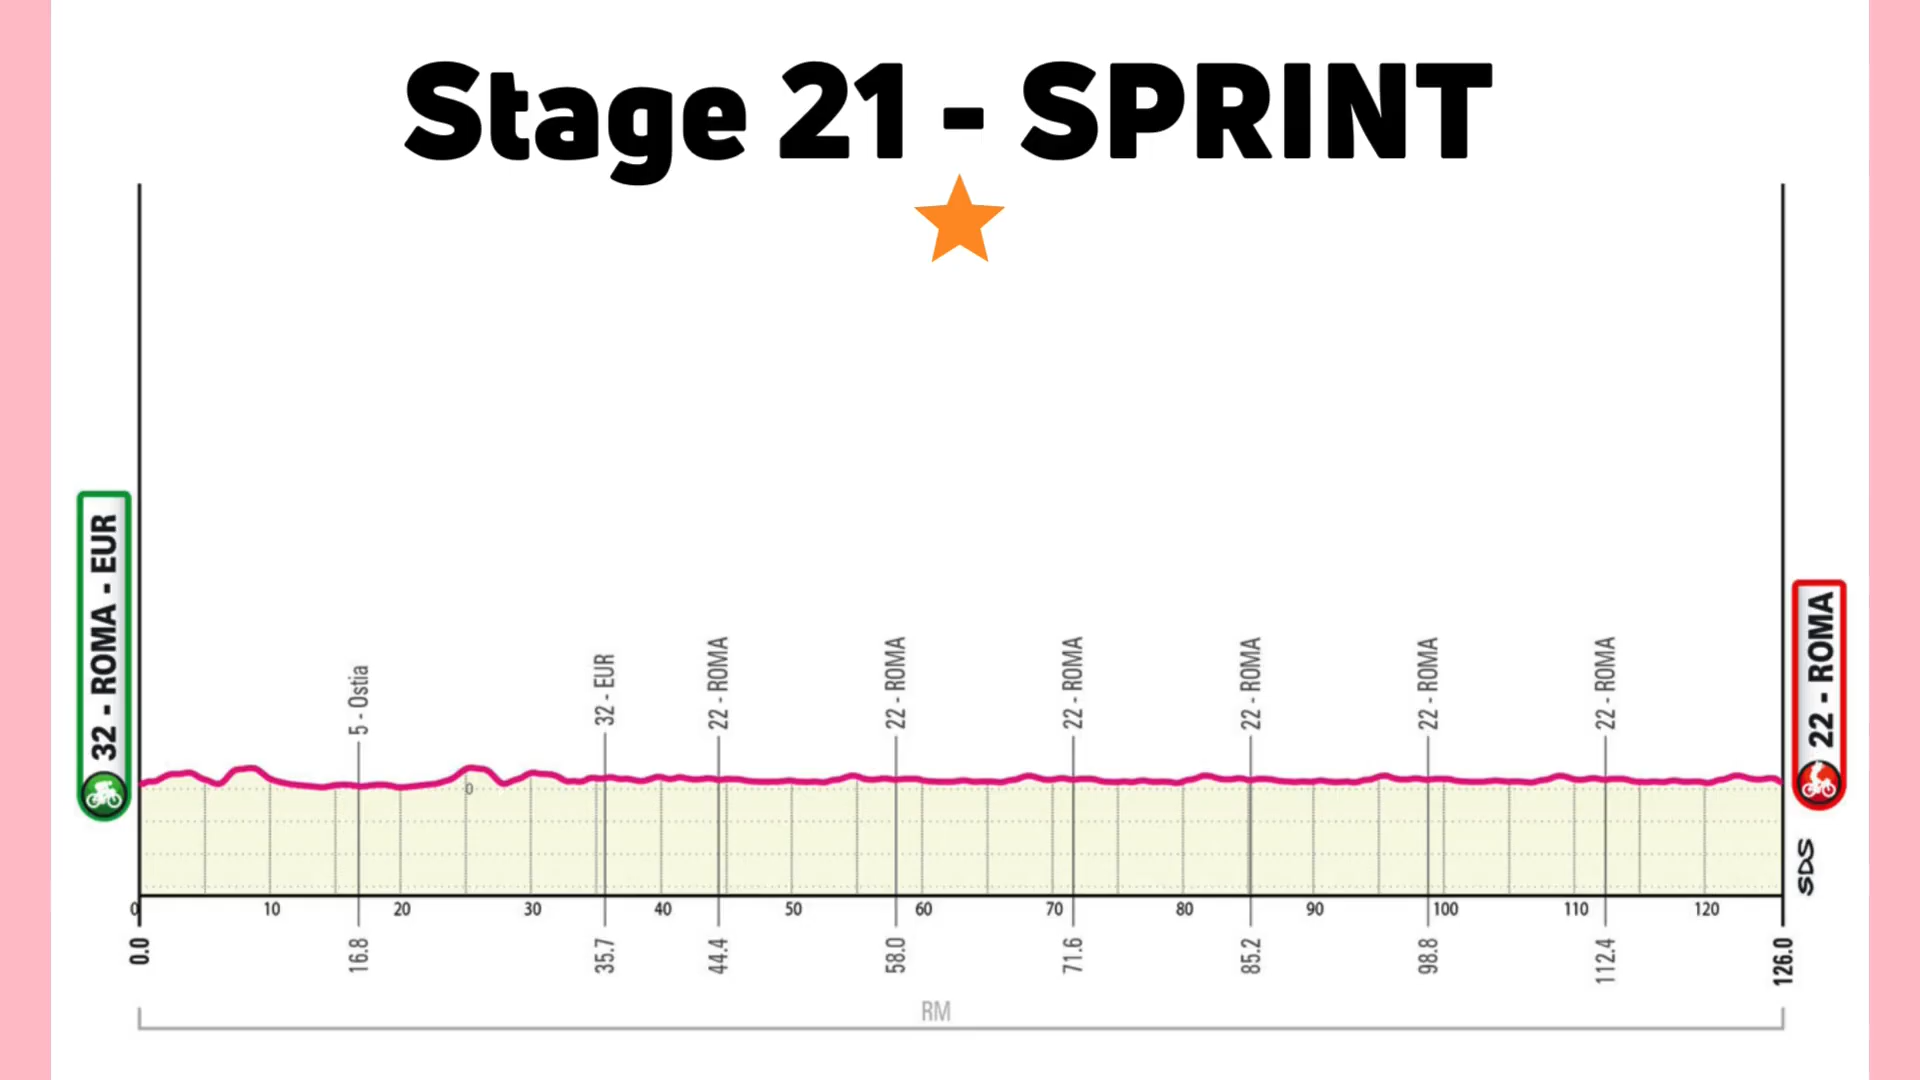 Stage 21 - SPRINT
32 - ROMA - EUR
5 - Ostia
32 - EUR
22 - ROMA
22 - ROMA
22 - ROMA
22 - ROMA
22 - ROMA
22 - ROMA
22 - ROMA
0
SDS
0 10 20 30 40 50 60 70 80 90 100 110 120
0.0 16.8 35.7 44.4 58.0 71.6 85.2 98.8 112.4 126.0
RM